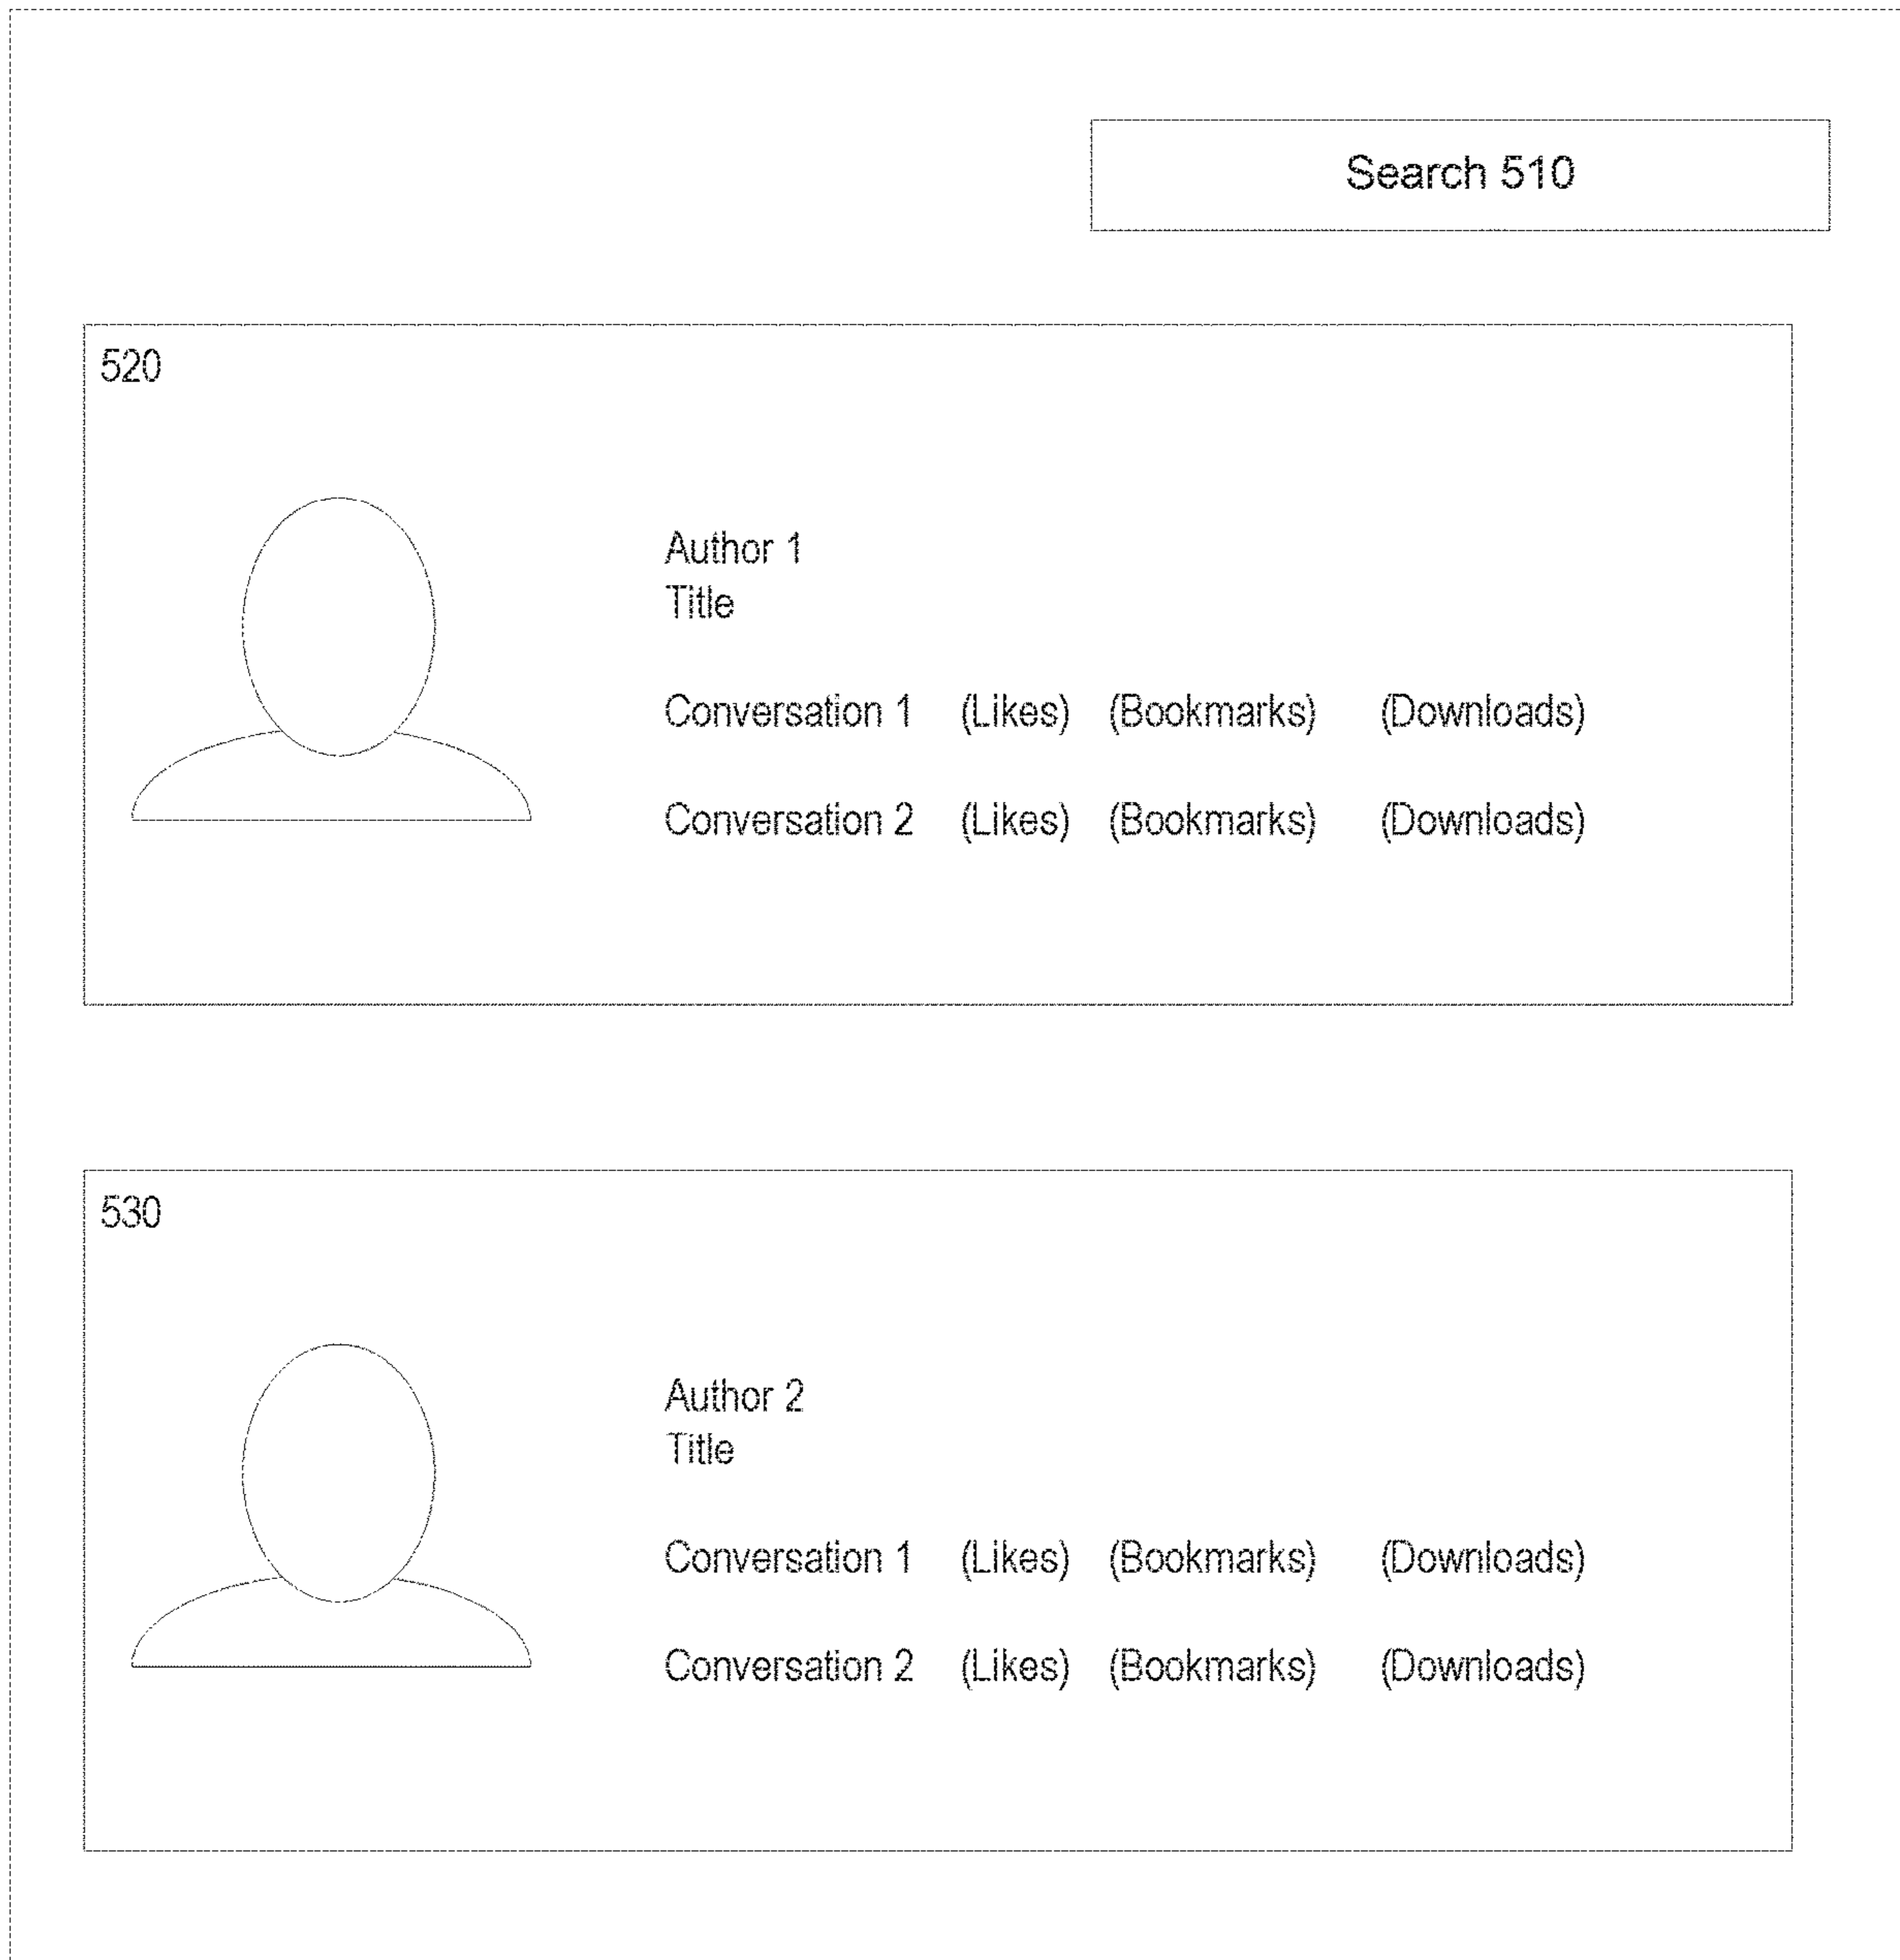 Search 510
520
Author 1
Title
Conversation 1 (Likes) (Bookmarks) (Downloads)
Conversation 2 (Likes) (Bookmarks) (Downloads)
530
Author 2
Title
Conversation 1 (Likes) (Bookmarks) (Downloads)
Conversation 2 (Likes) (Bookmarks) (Downloads)